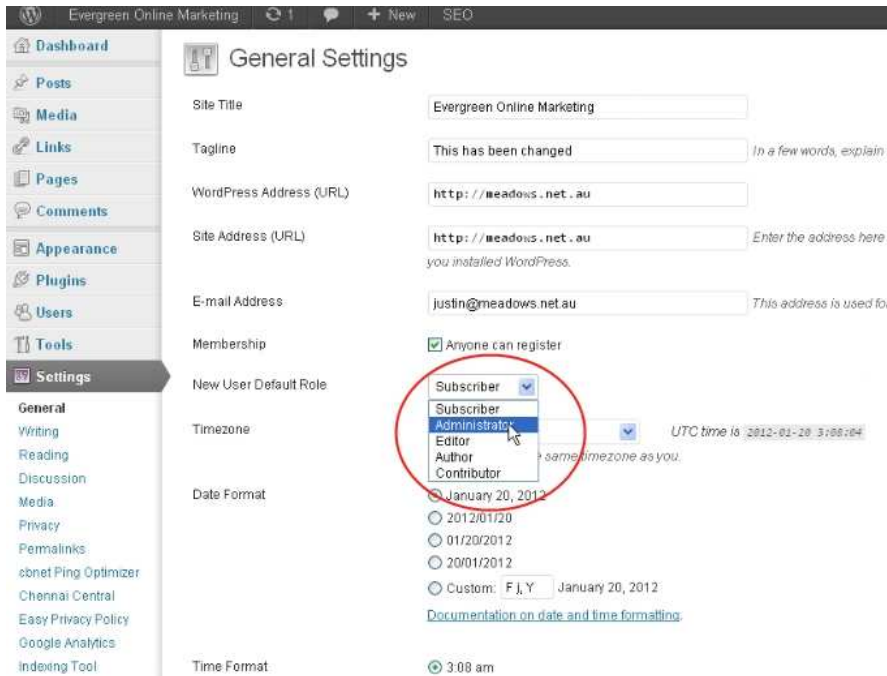 Evergreen Online Marketing 1 + New SEO
Dashboard
Posts
Media
Links
Pages
Comments
Appearance
Plugins
Users
Tools
Settings
General
Writing
Reading
Discussion
Media
Privacy
Permalinks
cbnet Ping Optimizer
Chennai Central
Easy Privacy Policy
Google Analytics
Indexing Tool
General Settings
Site Title Evergreen Online Marketing
Tagline This has been changed In a few words, explain
WordPress Address (URL) http://meadows.net.au
Site Address (URL) http://meadows.net.au Enter the address here
you installed WordPress.
E-mail Address justin@meadows.net.au This address is used fo
Membership Anyone can register
New User Default Role Subscriber
Subscriber
Administrator
Editor
Author
Contributor
Timezone UTC time is 2012-01-20 3:08:04
same timezone as you.
Date Format January 20, 2012
2012/01/20
01/20/2012
20/01/2012
Custom: F j, Y January 20, 2012
Documentation on date and time formatting.
Time Format 3:08 am